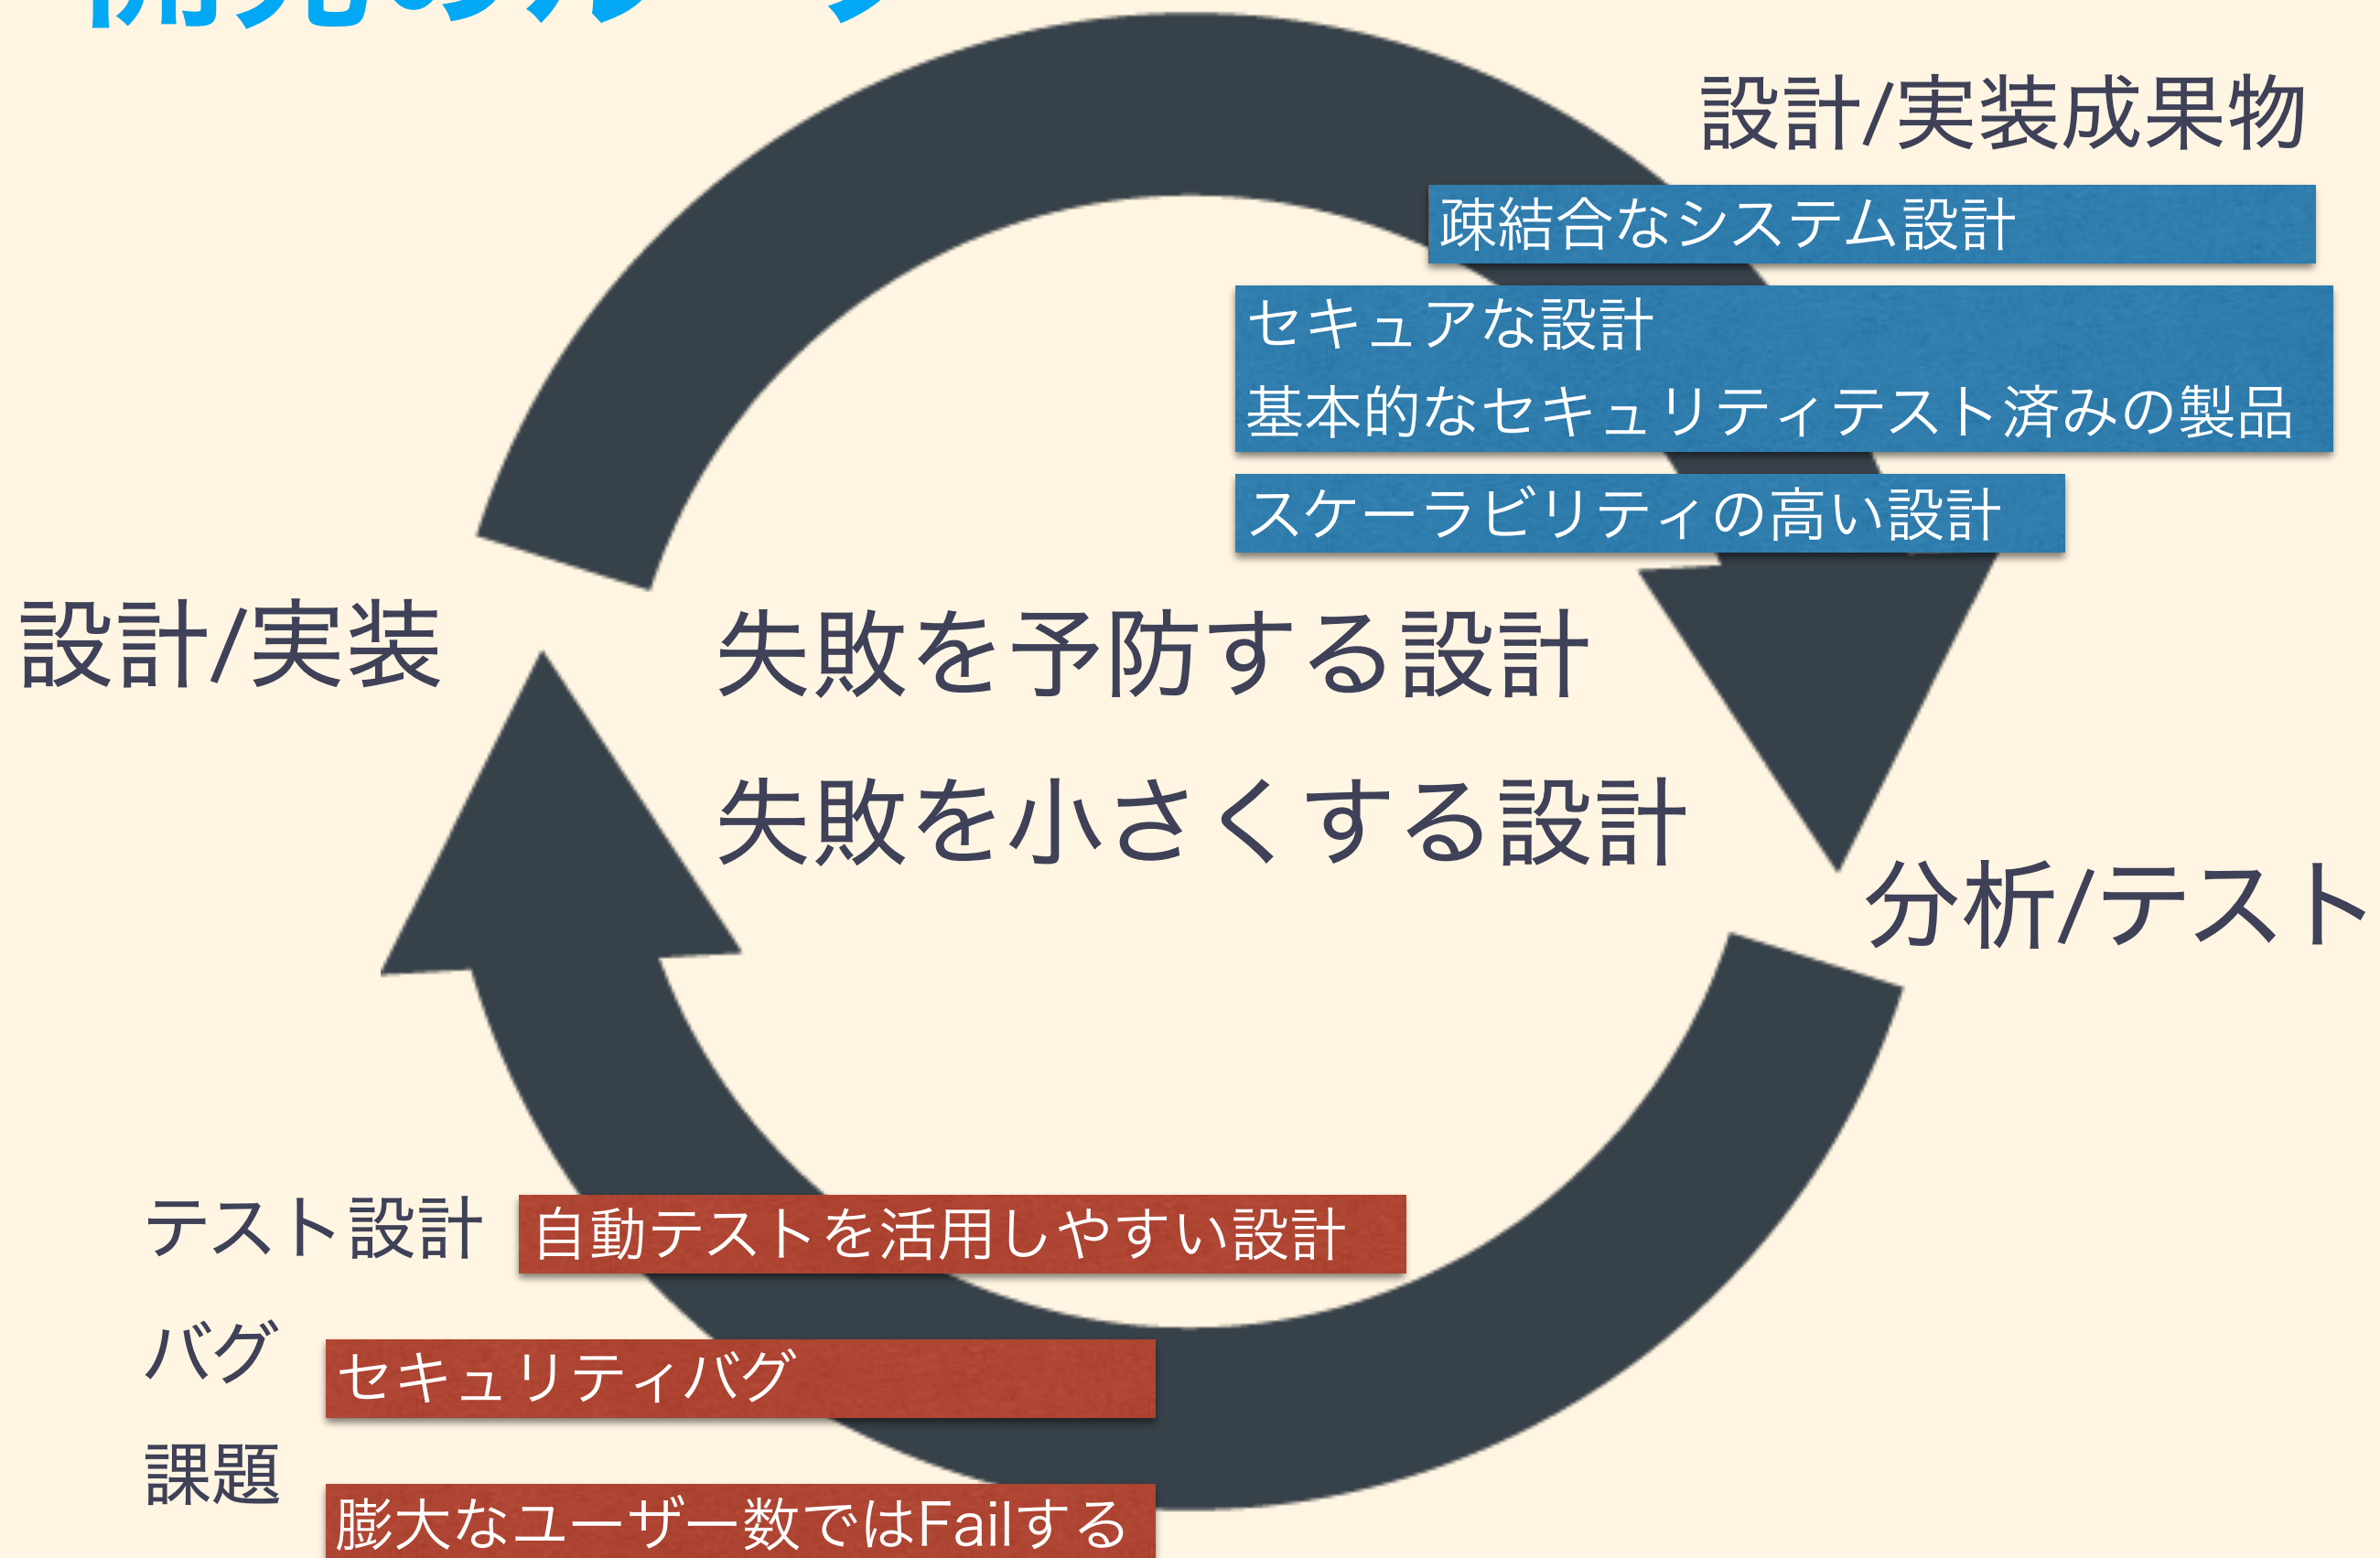 設計/実装成果物
疎結合なシステム設計
セキュアな設計
基本的なセキュリティテスト済みの製品
スケーラビリティの高い設計
設計/実装
失敗を予防する設計
失敗を小さくする設計
分析/テスト
テスト設計
自動テストを活用しやすい設計
バグ
セキュリティバグ
課題
膨大なユーザー数ではFailする